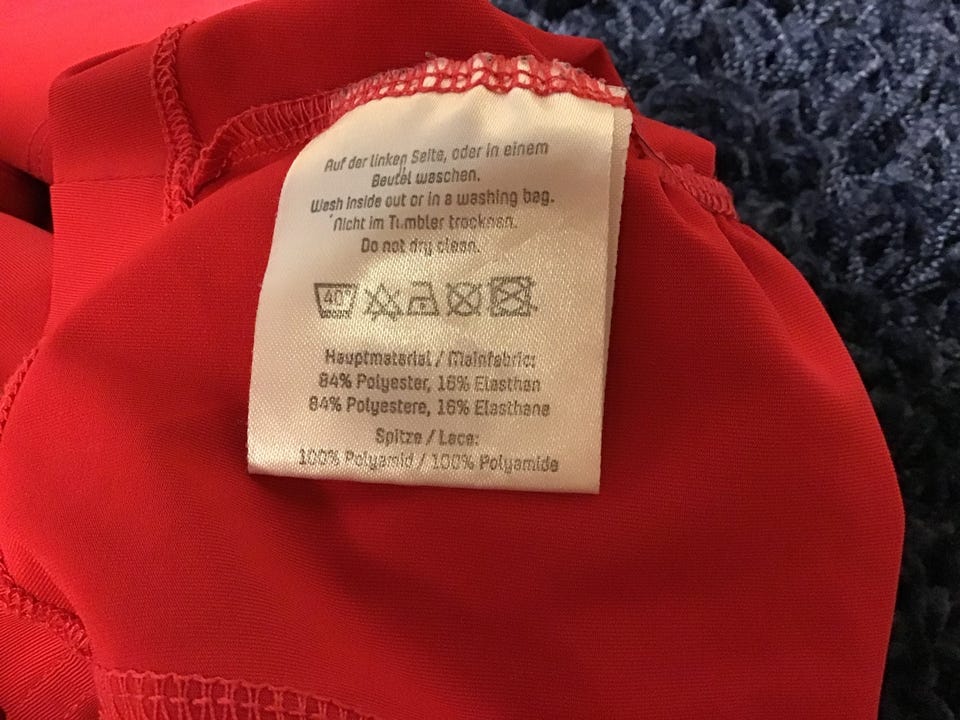 Auf der linken Seite, oder in einem
Beutel waschen.
Wash inside out or in a washing bag.
Nicht im Tumbler trocknen.
Do not dry clean.
40°
Hauptmaterial / Mainfabric:
84% Polyester, 16% Elasthan
84% Polyestere, 16% Elasthane
Spitze / Lace:
100% Polyamid / 100% Polyamide